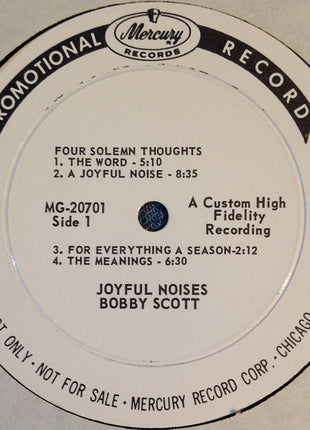 PROMOTIONAL RECORD
Mercury
RECORDS
FOUR SOLEMN THOUGHTS
1. THE WORD - 5:10
2. A JOYFUL NOISE - 8:35
MG-20701
Side 1
A Custom High
Fidelity
Recording
3. FOR EVERYTHING A SEASON-2:12
4. THE MEANINGS - 6:30
JOYFUL NOISES
BOBBY SCOTT
ONLY · NOT FOR SALE · MERCURY RECORD CORP. · CHICAGO